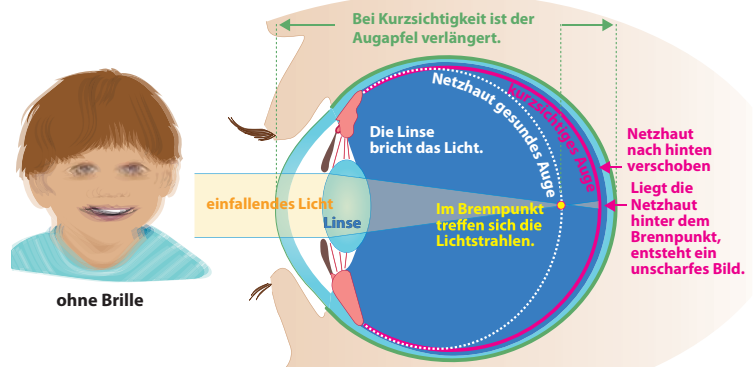 Bei Kurzsichtigkeit ist der
Augapfel verlängert.
Netzhaut gesundes Auge
kurzsichtiges Auge
Die Linse
bricht das Licht.
Netzhaut
nach hinten
verschoben
einfallendes Licht
Linse
Im Brennpunkt
treffen sich die
Lichtstrahlen.
Liegt die
Netzhaut
hinter dem
Brennpunkt,
entsteht ein
unscharfes Bild.
ohne Brille